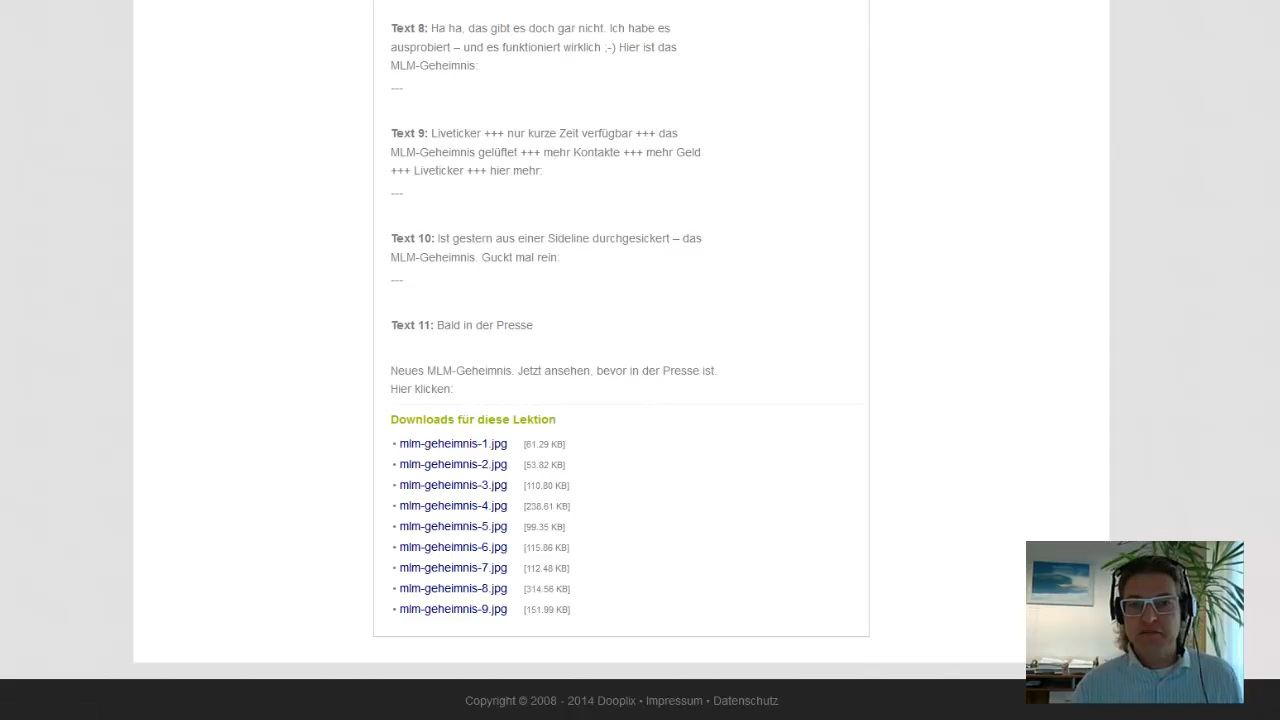 Text 8: Ha ha, das gibt es doch gar nicht. Ich habe es
ausprobiert – und es funktioniert wirklich ;-) Hier ist das
MLM-Geheimnis:
---
Text 9: Liveticker +++ nur kurze Zeit verfügbar +++ das
MLM-Geheimnis gelüftet +++ mehr Kontakte +++ mehr Geld
+++ Liveticker +++ hier mehr:
---
Text 10: Ist gestern aus einer Sideline durchgesickert – das
MLM-Geheimnis. Guckt mal rein:
---
Text 11: Bald in der Presse
Neues MLM-Geheimnis. Jetzt ansehen, bevor in der Presse ist.
Hier klicken:
Downloads für diese Lektion
• mlm-geheimnis-1.jpg [61.29 KB]
• mlm-geheimnis-2.jpg [53.82 KB]
• mlm-geheimnis-3.jpg [110.80 KB]
• mlm-geheimnis-4.jpg [238.61 KB]
• mlm-geheimnis-5.jpg [99.35 KB]
• mlm-geheimnis-6.jpg [115.86 KB]
• mlm-geheimnis-7.jpg [112.48 KB]
• mlm-geheimnis-8.jpg [314.56 KB]
• mlm-geheimnis-9.jpg [151.99 KB]
Copyright © 2008 - 2014 Dooplix • Impressum • Datenschutz